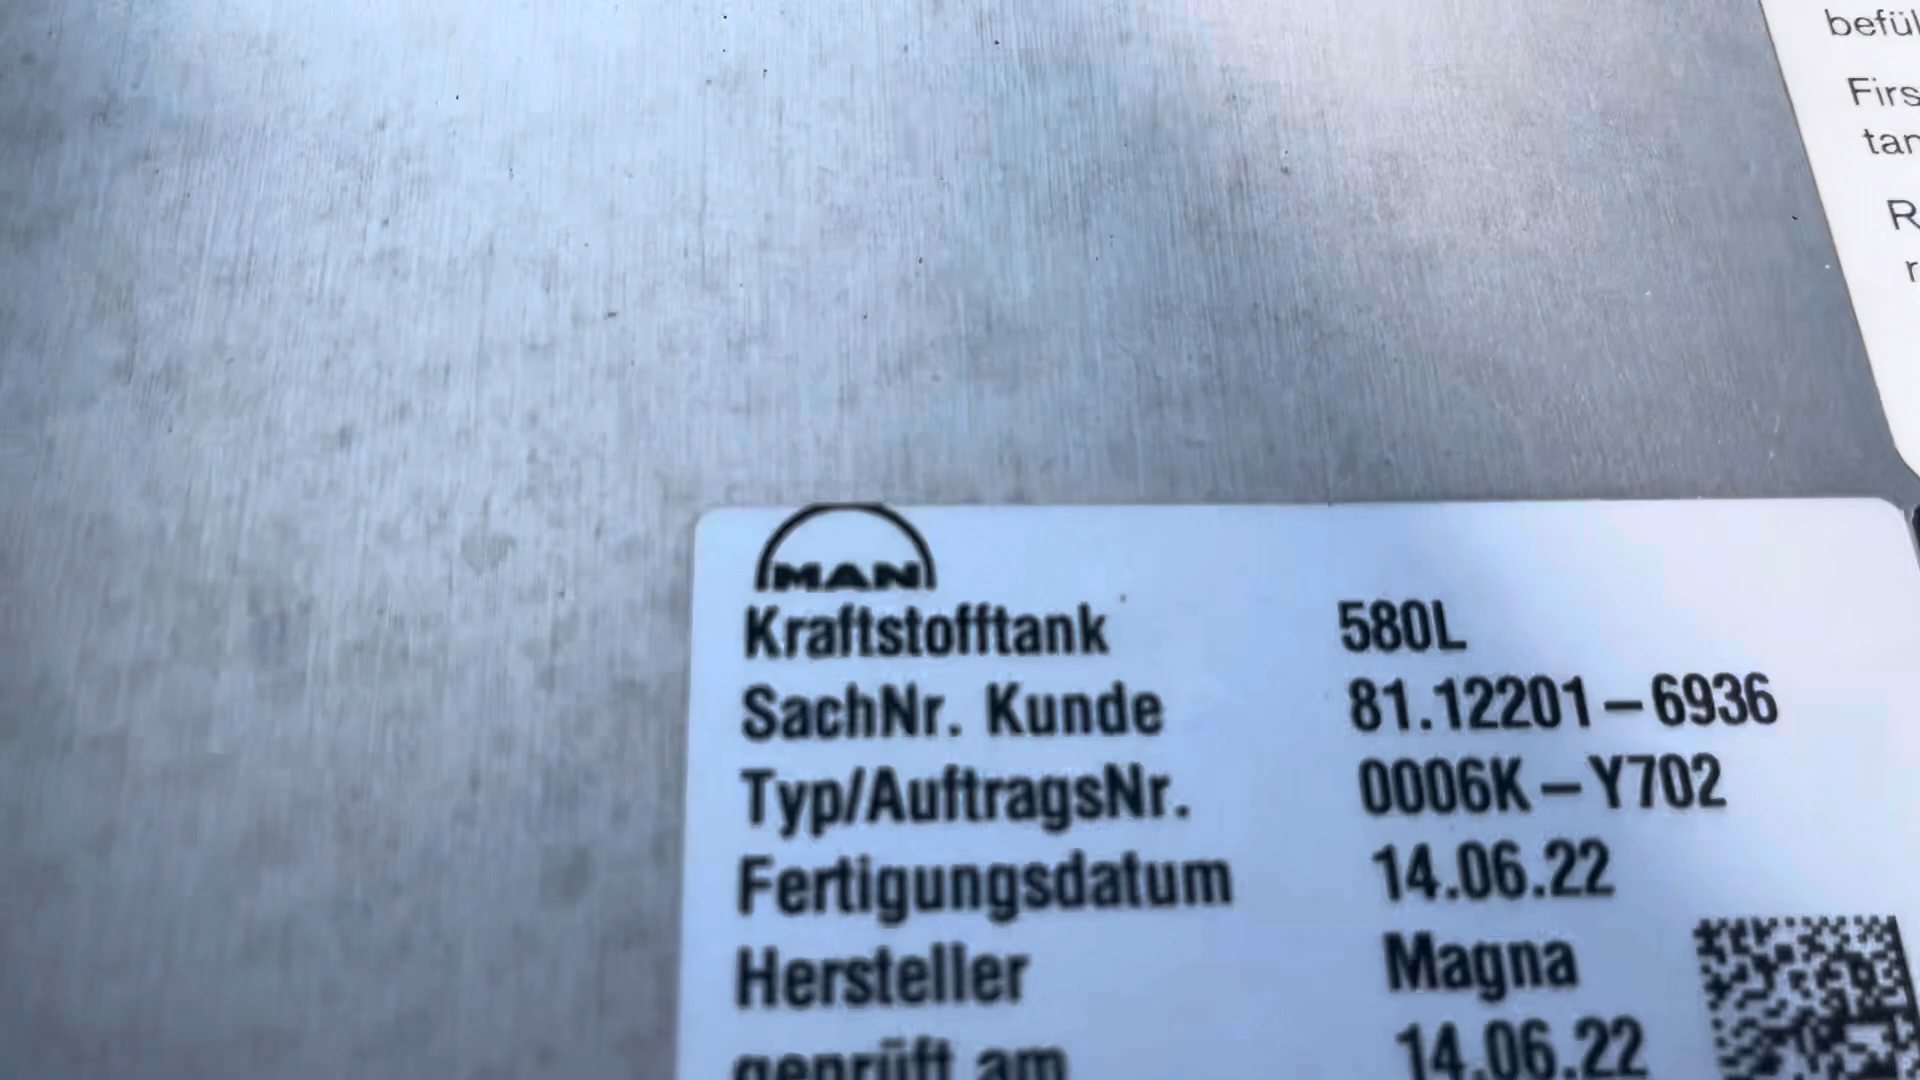 befül
Firs
tan
R
r
MAN
Kraftstofftank 580L
SachNr. Kunde 81.12201-6936
Typ/AuftragsNr. 0006K-Y702
Fertigungsdatum 14.06.22
Hersteller Magna
geprüft am 14.06.22